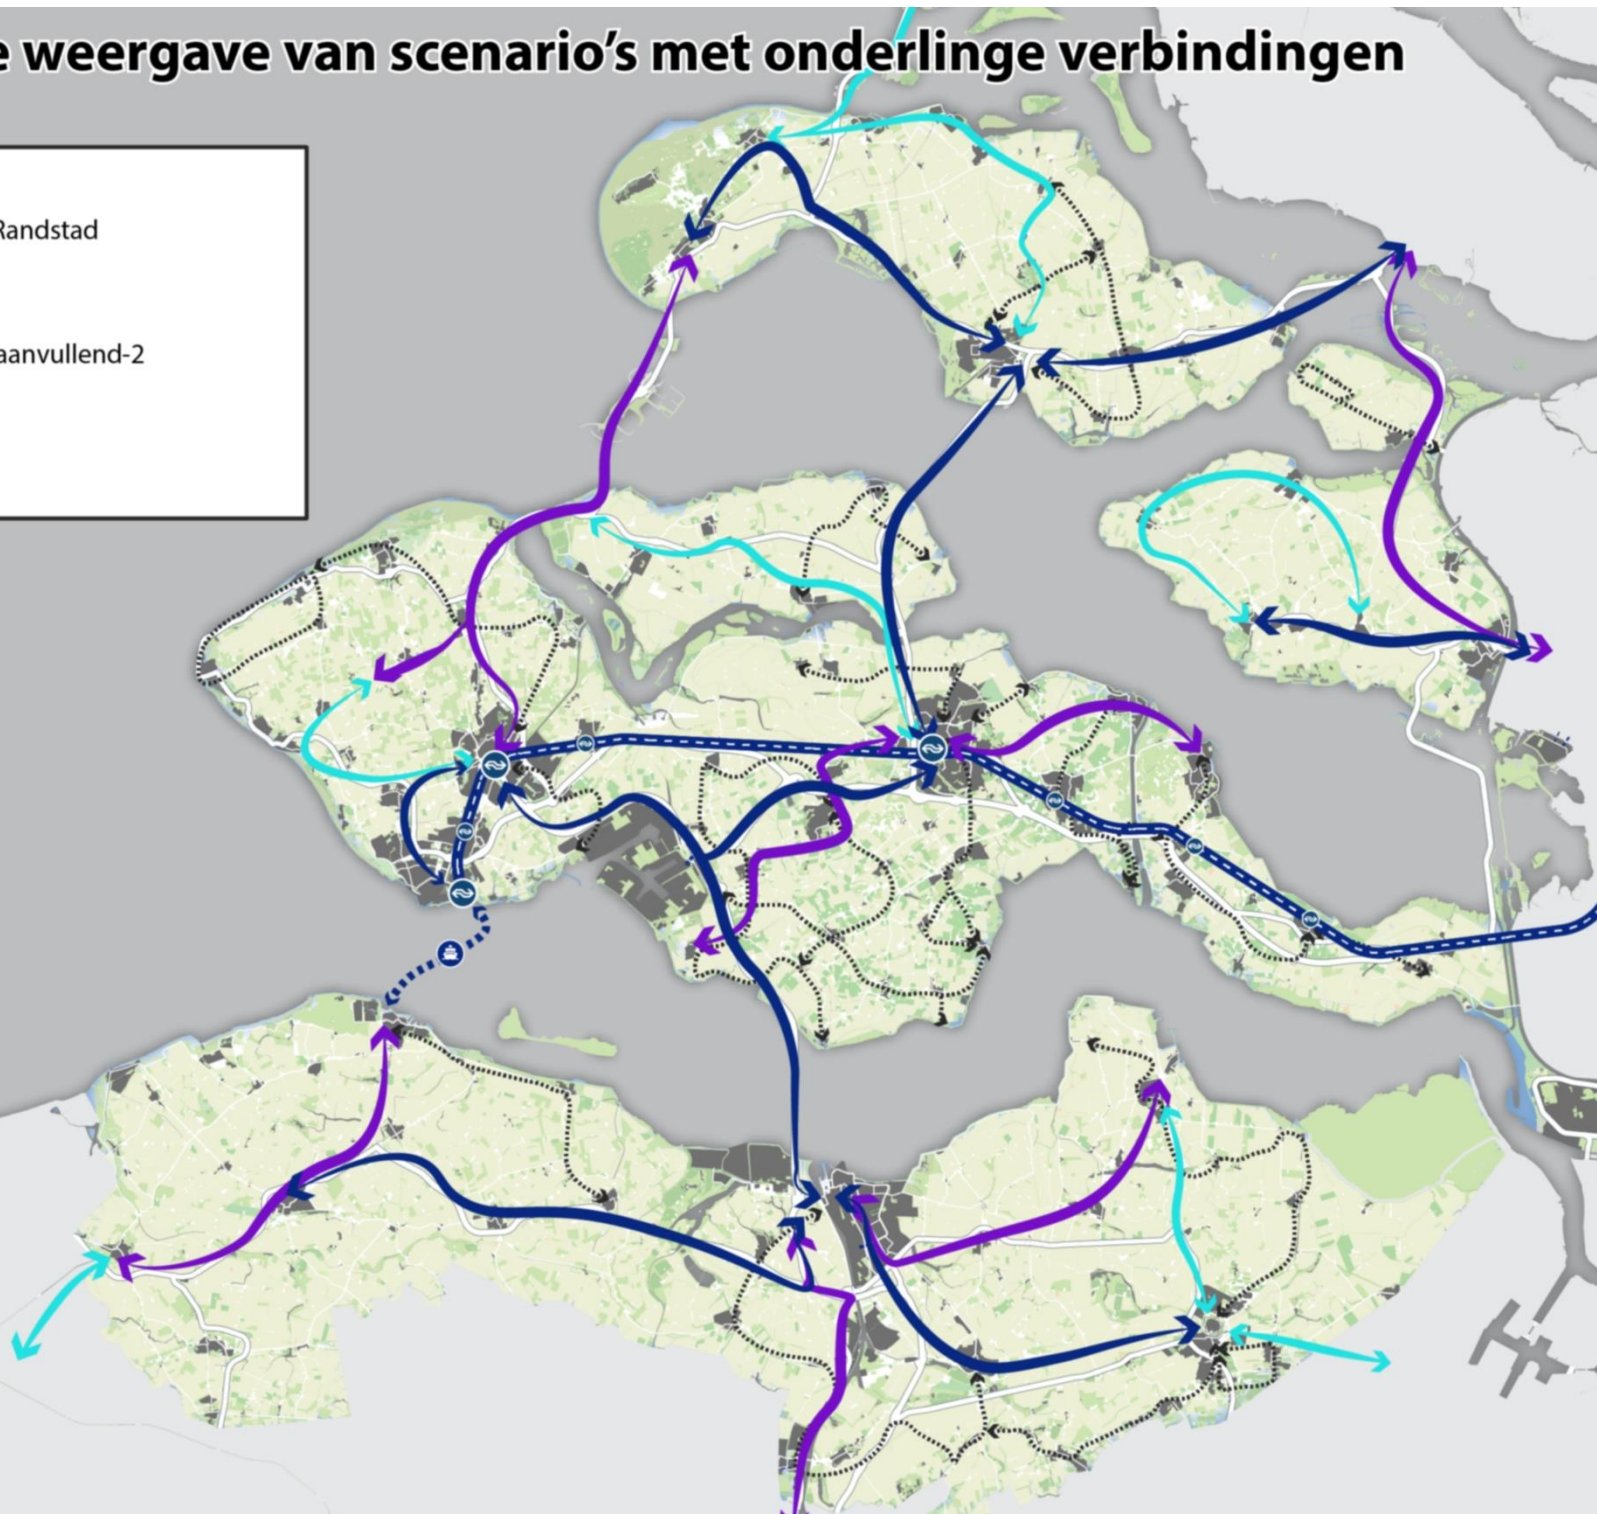 e weergave van scenario's met onderlinge verbindingen
Randstad
aanvullend-2